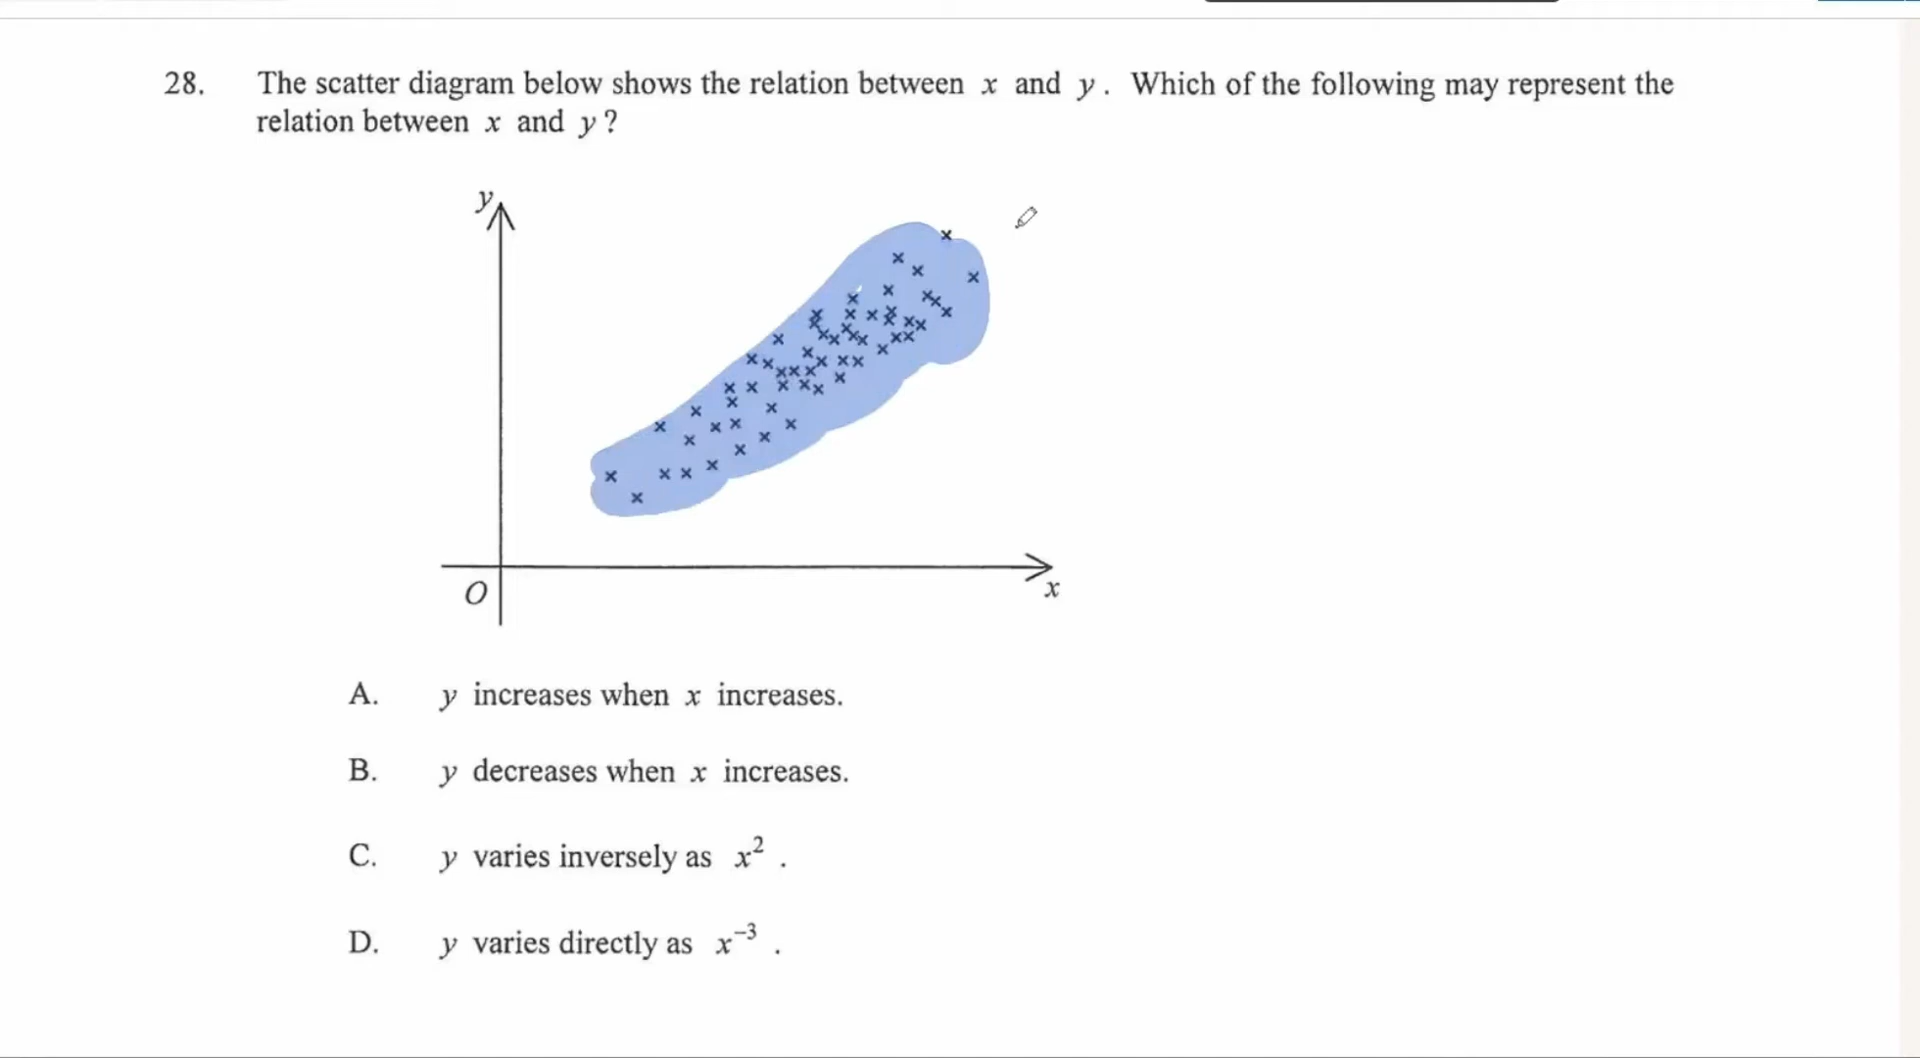 28. The scatter diagram below shows the relation between x and y. Which of the following may represent the
relation between x and y?
y
O
x
A. y increases when x increases.
B. y decreases when x increases.
C. y varies inversely as x².
D. y varies directly as x⁻³.